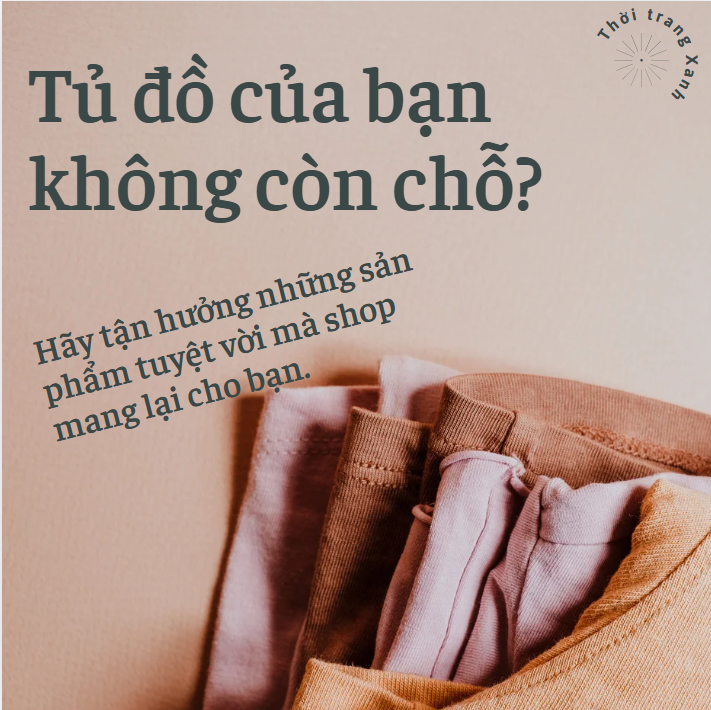 Thời trang Xanh
Tủ đồ của bạn
không còn chỗ?
Hãy tận hưởng những sản
phẩm tuyệt vời mà shop
mang lại cho bạn.